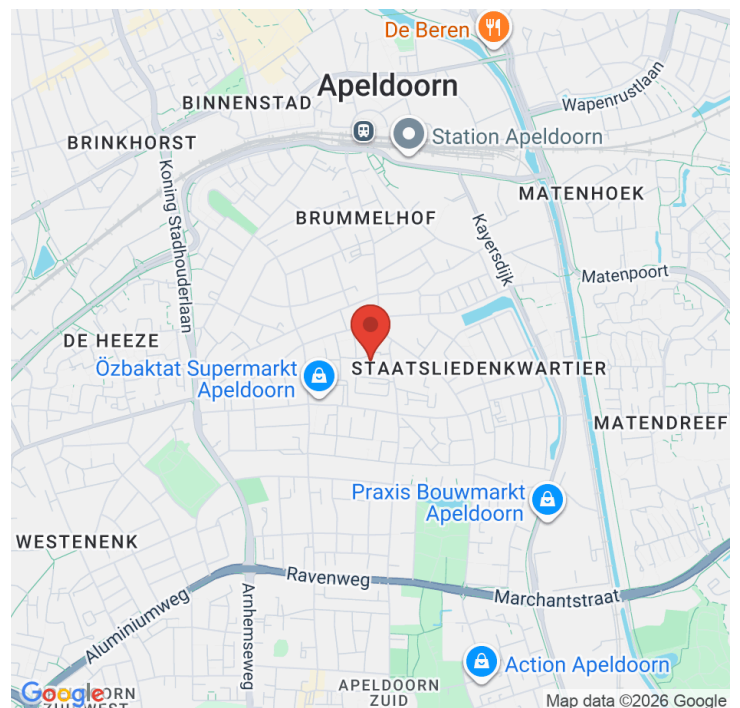 De Beren
Apeldoorn
BINNENSTAD
Wapenrustlaan
Station Apeldoorn
BRINKHORST
Koning Stadhouderlaan
MATENHOEK
BRUMMELHOF
Kayersdijk
Matenpoort
DE HEEZE
Özbaktat Supermarkt
Apeldoorn
STAATSLIEDENKWARTIER
MATENDREEF
Praxis Bouwmarkt
Apeldoorn
WESTENENK
Ravenweg
Marchantstraat
Aluminiumweg
Arnhemseweg
Action Apeldoorn
APELDOORN
ZUID
Google
Map data ©2026 Google